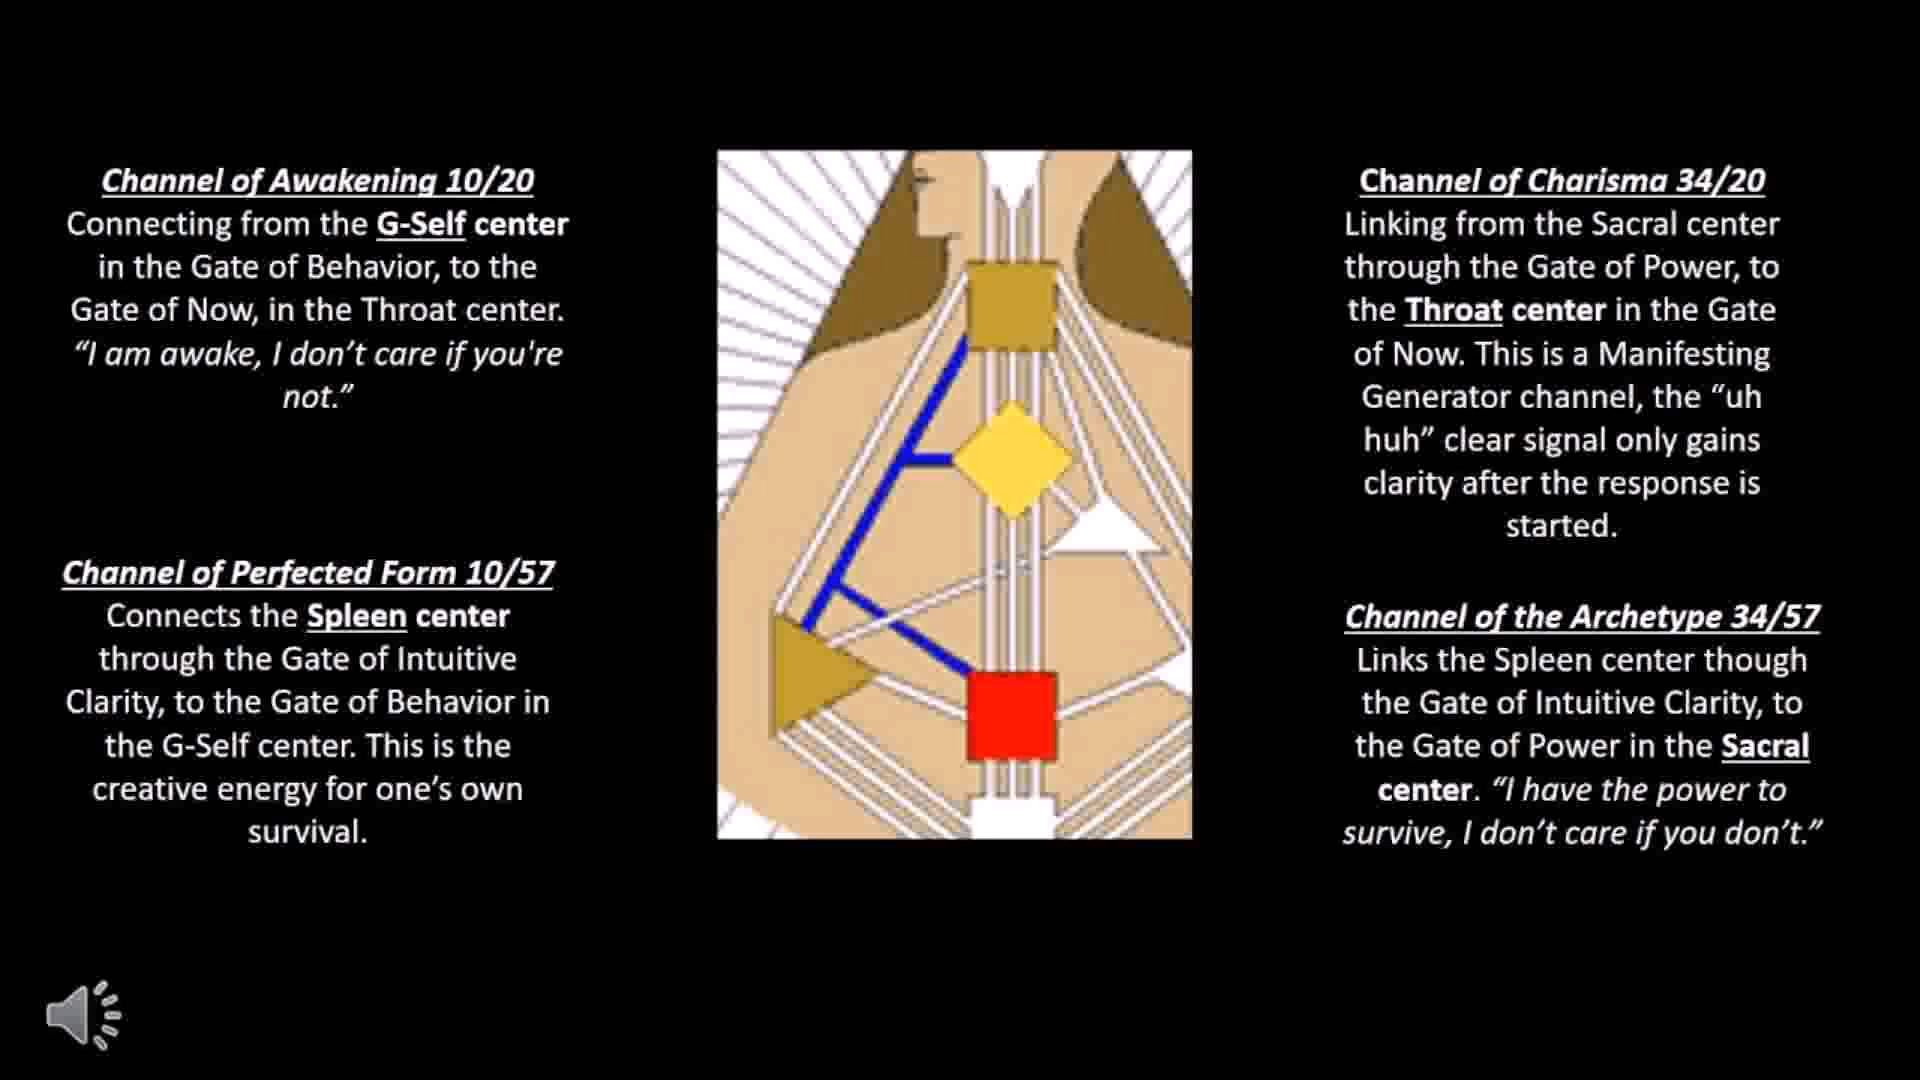 Channel of Awakening 10/20
Connecting from the G-Self center
in the Gate of Behavior, to the
Gate of Now, in the Throat center.
“I am awake, I don’t care if you're
not.”
Channel of Perfected Form 10/57
Connects the Spleen center
through the Gate of Intuitive
Clarity, to the Gate of Behavior in
the G-Self center. This is the
creative energy for one’s own
survival.
Channel of Charisma 34/20
Linking from the Sacral center
through the Gate of Power, to
the Throat center in the Gate
of Now. This is a Manifesting
Generator channel, the “uh
huh” clear signal only gains
clarity after the response is
started.
Channel of the Archetype 34/57
Links the Spleen center though
the Gate of Intuitive Clarity, to
the Gate of Power in the Sacral
center. “I have the power to
survive, I don’t care if you don’t.”